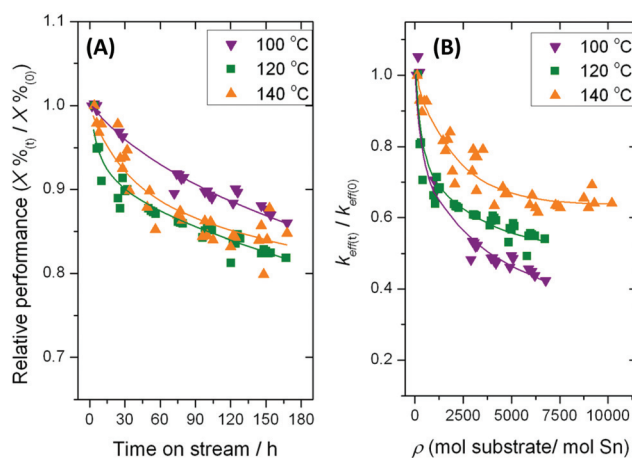 (A)
100 °C
120 °C
140 °C
1.1
1.0
0.9
0.8
0.7
0 30 60 90 120 150 180
Time on stream / h
Relative performance (X%(t) / X%(0))
(B)
100 °C
120 °C
140 °C
1.0
0.8
0.6
0.4
0.2
0 2500 5000 7500 10000
ρ (mol substrate/ mol Sn)
keff(t) / keff(0)